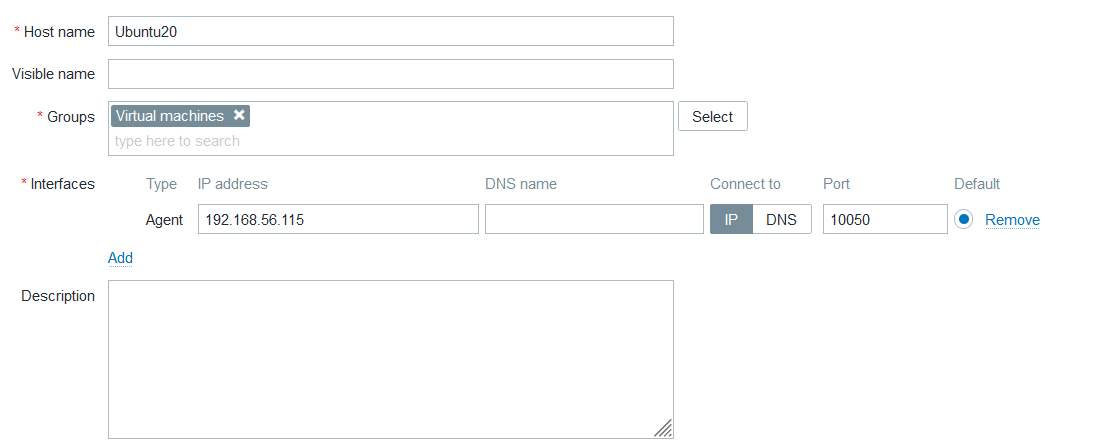 * Host name Ubuntu20
Visible name
* Groups Virtual machines ✖ Select
type here to search
* Interfaces Type IP address DNS name Connect to Port Default
Agent 192.168.56.115 IP DNS 10050 Remove
Add
Description